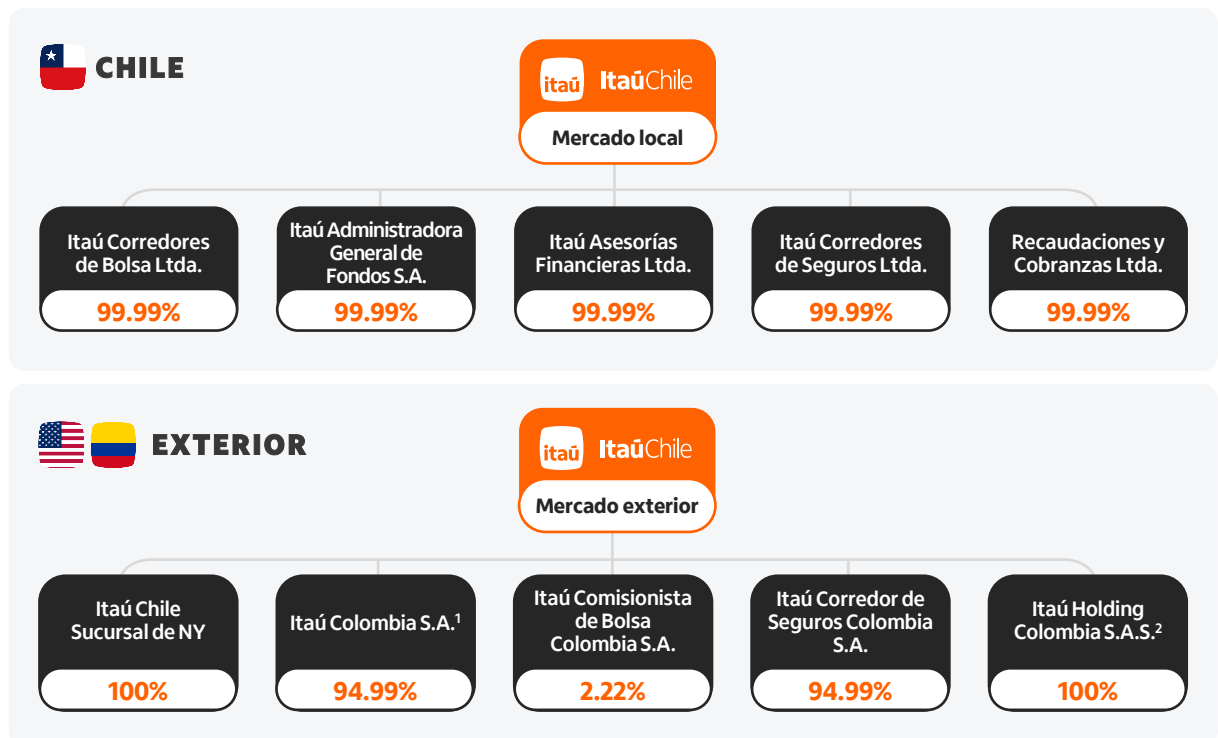 CHILE
itaú ItaúChile
Mercado local
Itaú Corredores
de Bolsa Ltda.
99.99%
Itaú Administradora
General de
Fondos S.A.
99.99%
Itaú Asesorías
Financieras Ltda.
99.99%
Itaú Corredores
de Seguros Ltda.
99.99%
Recaudaciones y
Cobranzas Ltda.
99.99%
EXTERIOR
itaú ItaúChile
Mercado exterior
Itaú Chile
Sucursal de NY
100%
Itaú Colombia S.A.¹
94.99%
Itaú Comisionista
de Bolsa
Colombia S.A.
2.22%
Itaú Corredor de
Seguros Colombia
S.A.
94.99%
Itaú Holding
Colombia S.A.S.²
100%